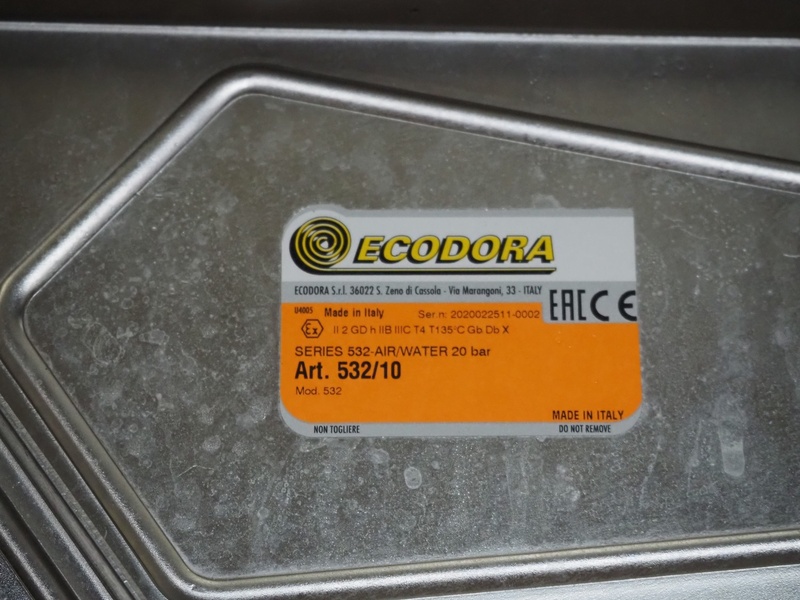 ECODORA
ECODORA S.r.l. 36022 S. Zeno di Cassola - Via Marangoni, 33 - ITALY
EAC CE
U4005 Made in Italy Ser.n: 2020022511-0002
Ex II 2 GD h IIB IIIC T4 T135°C Gb Db X
SERIES 532-AIR/WATER 20 bar
Art. 532/10
Mod. 532
MADE IN ITALY
NON TOGLIERE DO NOT REMOVE